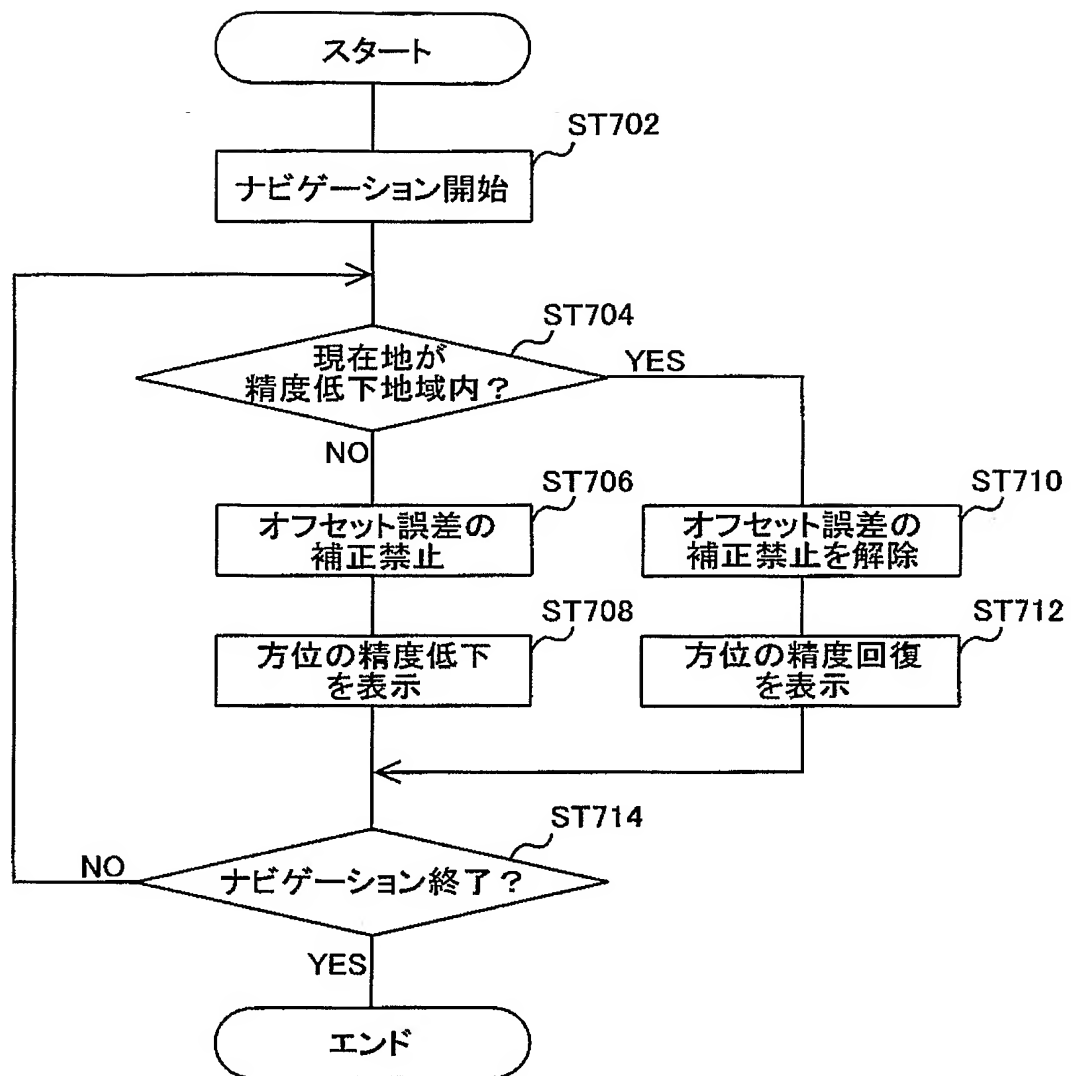 スタート
ST702
ナビゲーション開始
ST704
現在地が
精度低下地域内？
YES
NO
ST706
オフセット誤差の
補正禁止
ST710
オフセット誤差の
補正禁止を解除
ST708
方位の精度低下
を表示
ST712
方位の精度回復
を表示
ST714
ナビゲーション終了？
NO
YES
エンド